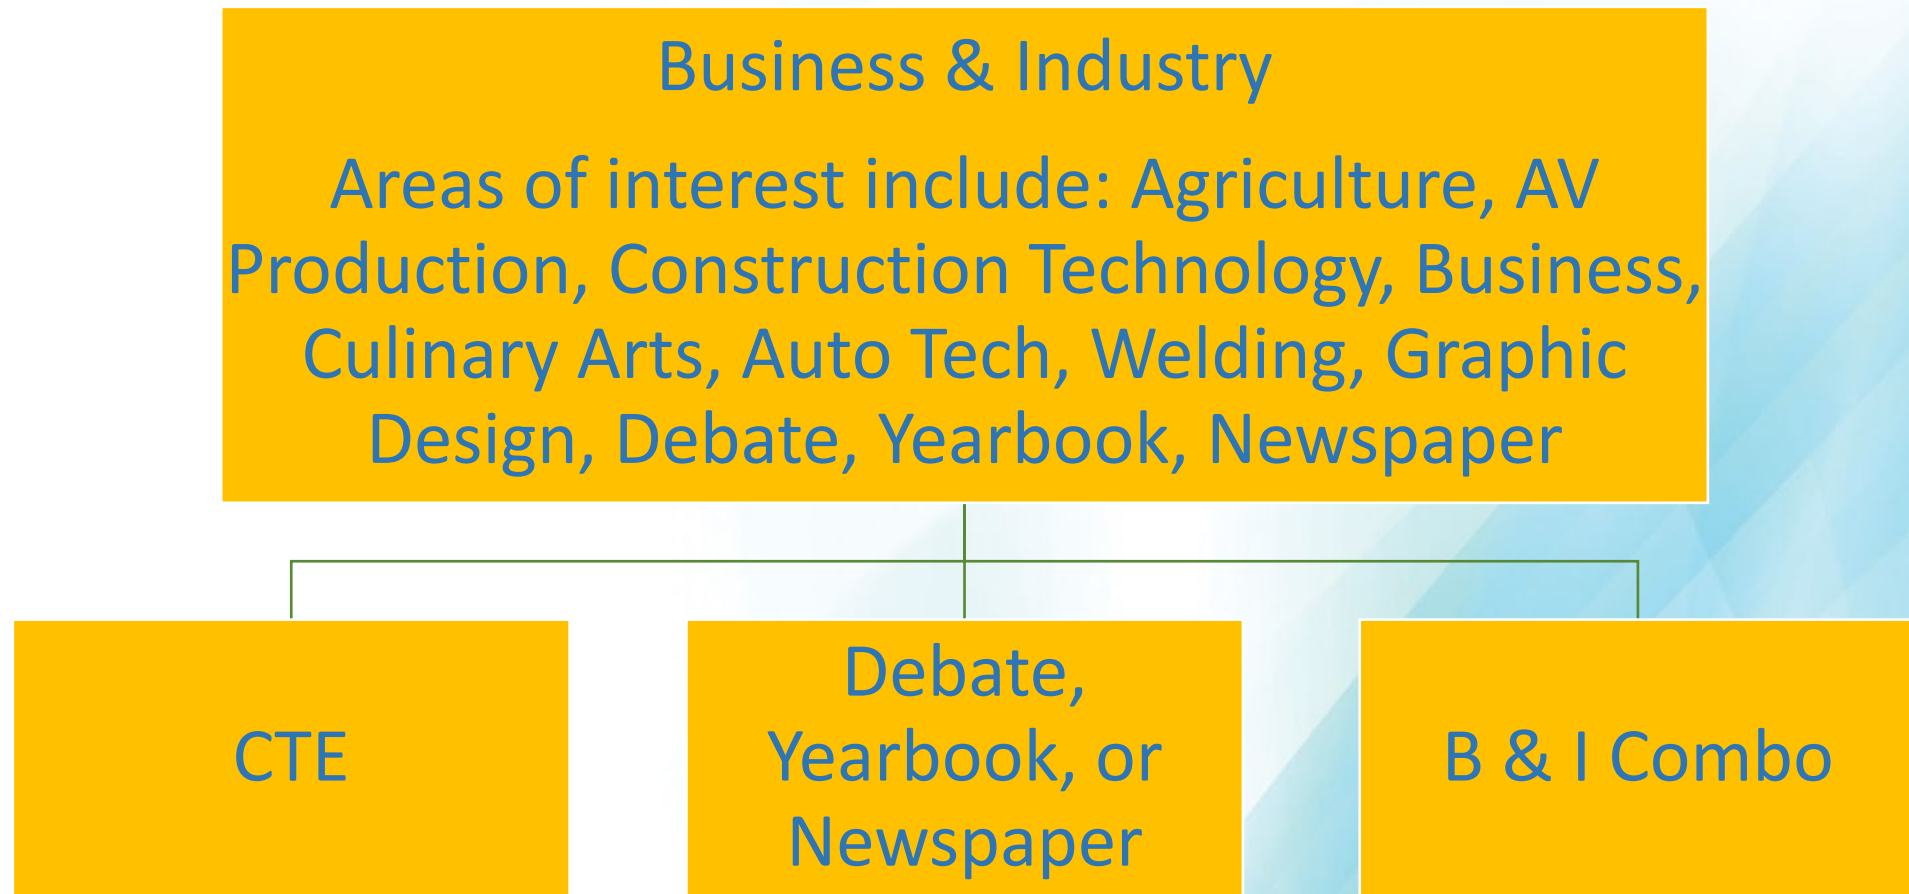 Business & Industry
Areas of interest include: Agriculture, AV
Production, Construction Technology, Business,
Culinary Arts, Auto Tech, Welding, Graphic
Design, Debate, Yearbook, Newspaper
CTE
Debate,
Yearbook, or
Newspaper
B & I Combo